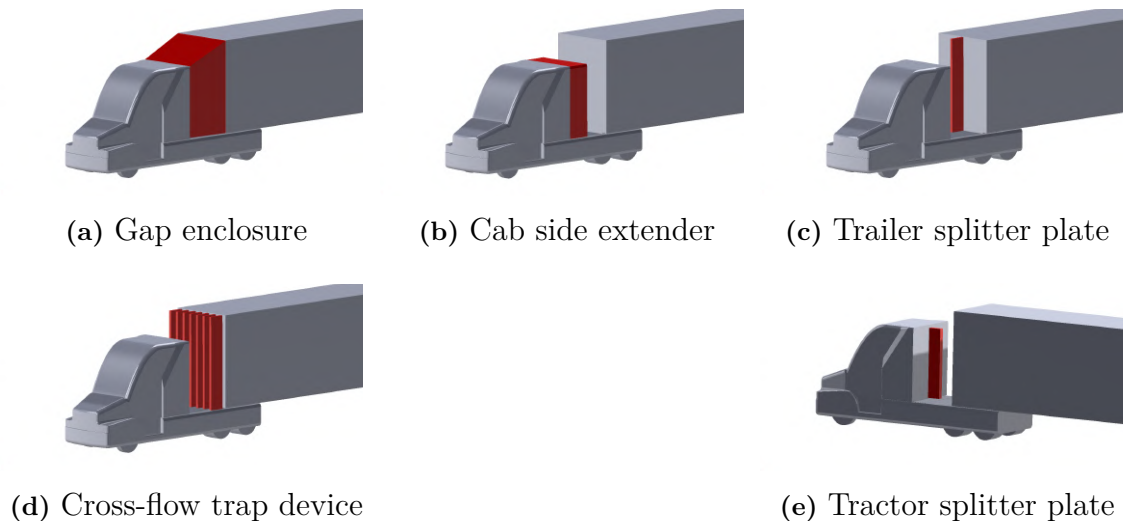 (a) Gap enclosure
(b) Cab side extender
(c) Trailer splitter plate
(d) Cross-flow trap device
(e) Tractor splitter plate